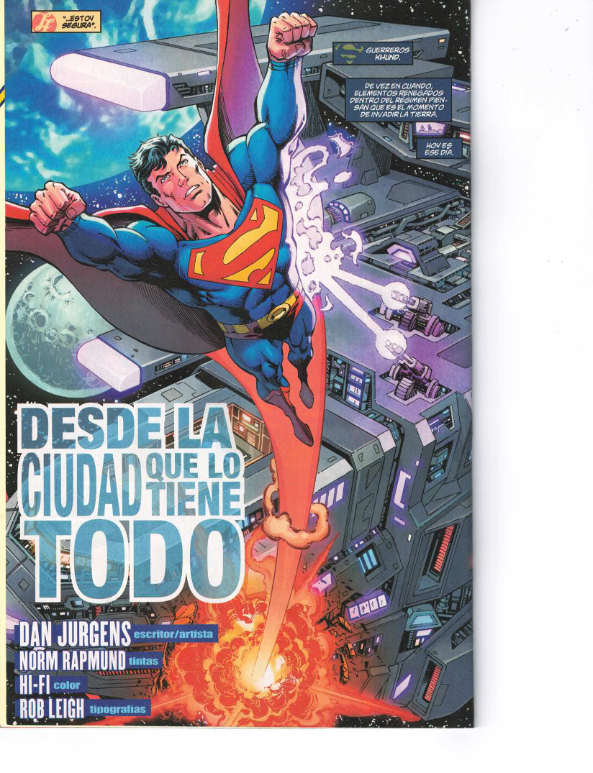 "...ESTOY
SEGURA".
GUERREROS
KHUND.
DE VEZ EN CUANDO,
ELEMENTOS RENEGADOS
DENTRO DEL RÉGIMEN PIEN-
SAN QUE ES EL MOMENTO
DE INVADIR LA TIERRA.
HOY ES
ESE DÍA.
DESDE LA
CIUDAD QUE LO
TIENE
TODO
DAN JURGENS escritor/artista
NORM RAPMUND tintas
HI-FI color
ROB LEIGH tipografías